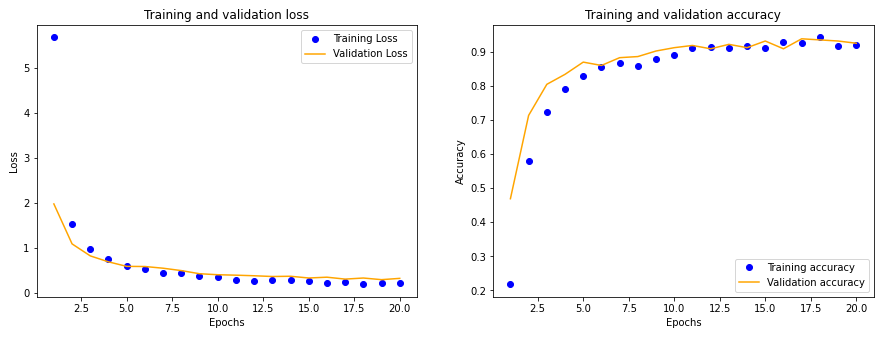 Training and validation loss
Training Loss
Validation Loss
Loss
5
4
3
2
1
0
2.5 5.0 7.5 10.0 12.5 15.0 17.5 20.0
Epochs
Training and validation accuracy
Accuracy
0.9
0.8
0.7
0.6
0.5
0.4
0.3
0.2
Training accuracy
Validation accuracy
2.5 5.0 7.5 10.0 12.5 15.0 17.5 20.0
Epochs